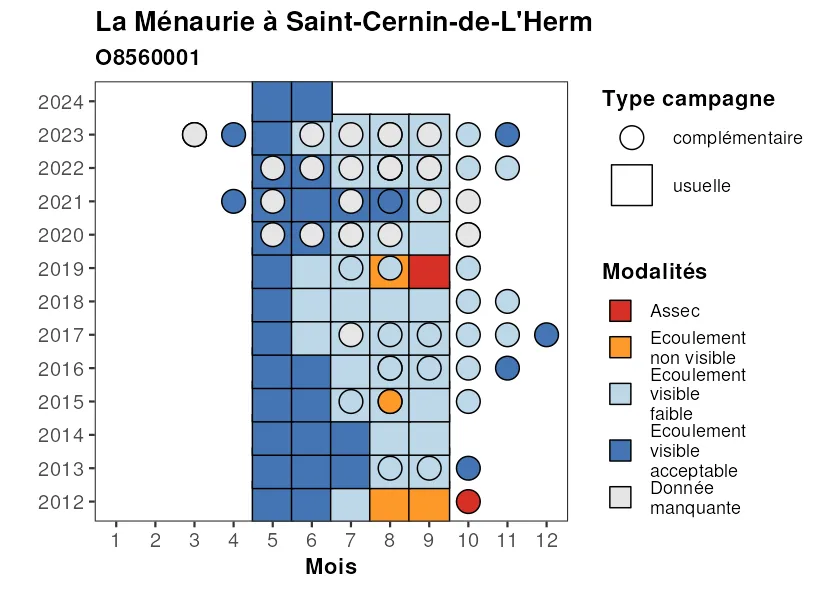 La Ménaurie à Saint-Cernin-de-L'Herm
O8560001
2024
2023
2022
2021
2020
2019
2018
2017
2016
2015
2014
2013
2012
1 2 3 4 5 6 7 8 9 10 11 12
Mois
Type campagne
complémentaire
usuelle
Modalités
Assec
Ecoulement
non visible
Ecoulement
visible
faible
Ecoulement
visible
acceptable
Donnée
manquante